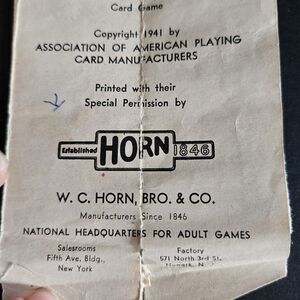 Card Game
Copyright 1941 by
ASSOCIATION OF AMERICAN PLAYING
CARD MANUFACTURERS
Printed with their
Special Permission by
Established HORN 1846
W. C. HORN, BRO. & CO.
Manufacturers Since 1846
NATIONAL HEADQUARTERS FOR ADULT GAMES
Salesrooms
Fifth Ave. Bldg.,
New York
Factory
571 North 3rd St.
Newark, N.